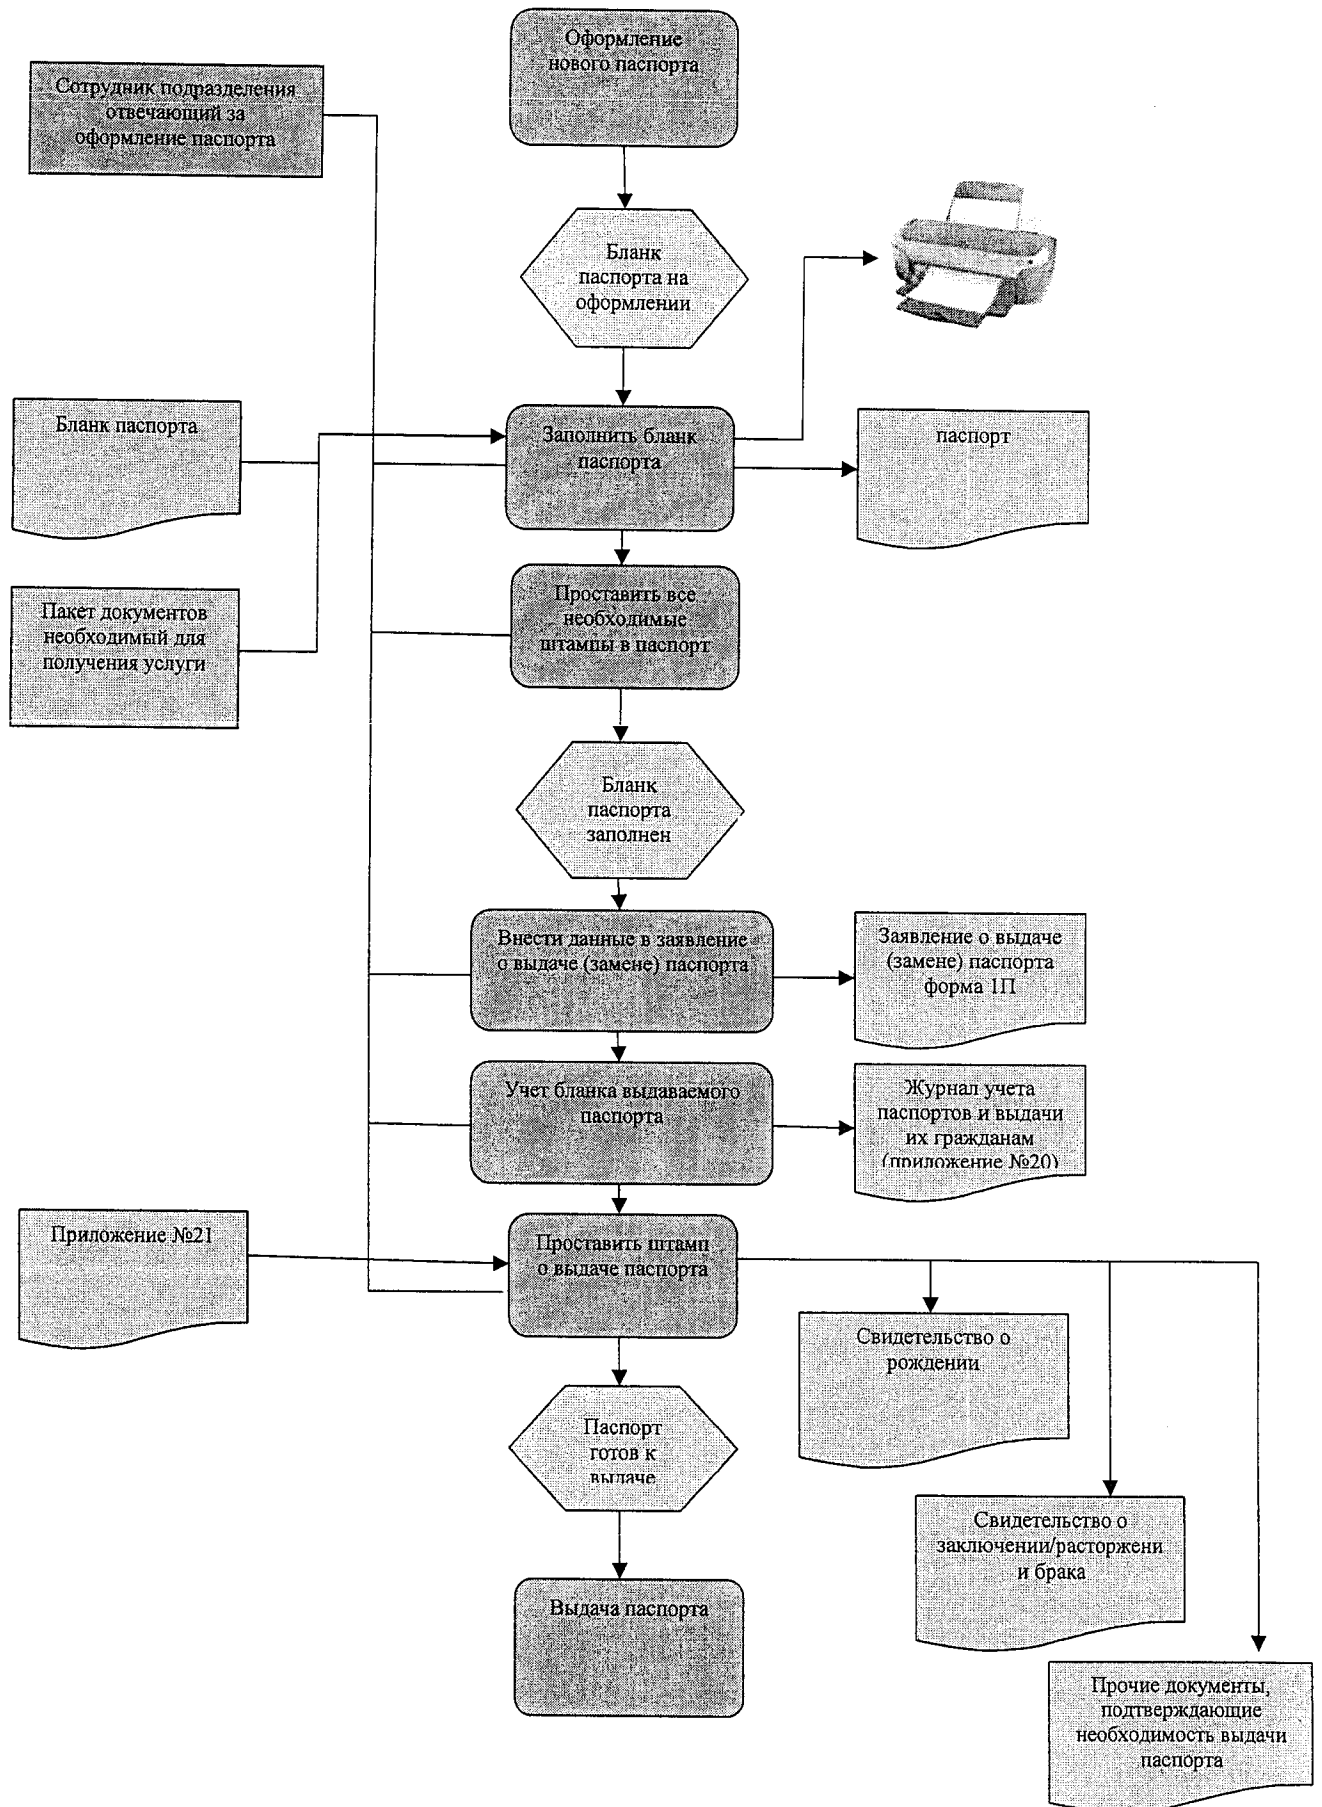 Оформление
нового паспорта
Сотрудник подразделения
отвечающий за
оформление паспорта
Бланк
паспорта на
оформлении
Бланк паспорта
Заполнить бланк
паспорта
паспорт
Пакет документов
необходимый для
получения услуги
Проставить все
необходимые
штампы в паспорт
Бланк
паспорта
заполнен
Внести данные в заявление
о выдаче (замене) паспорта
Заявление о выдаче
(замене) паспорта
форма 1П
Учет бланка выдаваемого
паспорта
Журнал учета
паспортов и выдачи
их гражданам
(приложение №20)
Приложение №21
Проставить штамп
о выдаче паспорта
Свидетельство о
рождении
Паспорт
готов к
выдаче
Свидетельство о
заключении/расторжени
и брака
Выдача паспорта
Прочие документы,
подтверждающие
необходимость выдачи
паспорта